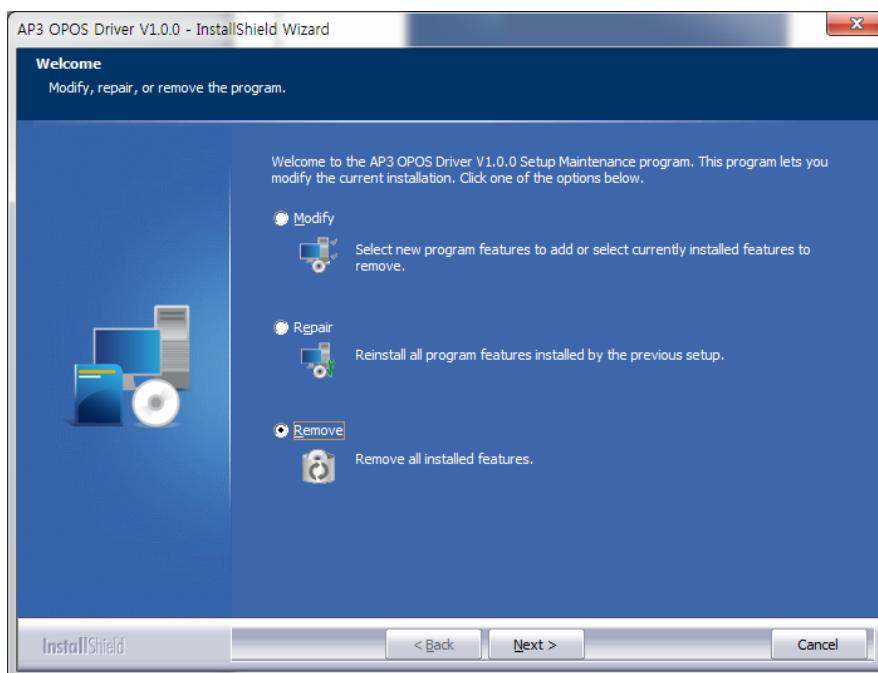 AP3 OPOS Driver V1.0.0 - InstallShield Wizard
Welcome
Modify, repair, or remove the program.
Welcome to the AP3 OPOS Driver V1.0.0 Setup Maintenance program. This program lets you
modify the current installation. Click one of the options below.
Modify
Select new program features to add or select currently installed features to
remove.
Repair
Reinstall all program features installed by the previous setup.
Remove
Remove all installed features.
InstallShield
< Back
Next >
Cancel